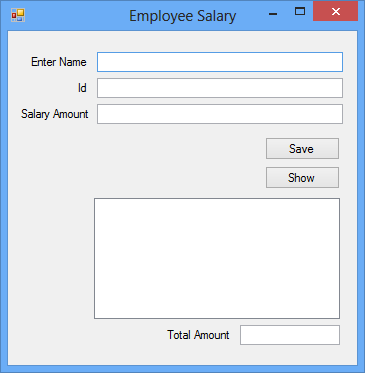 Employee Salary
Enter Name
Id
Salary Amount
Save
Show
Total Amount